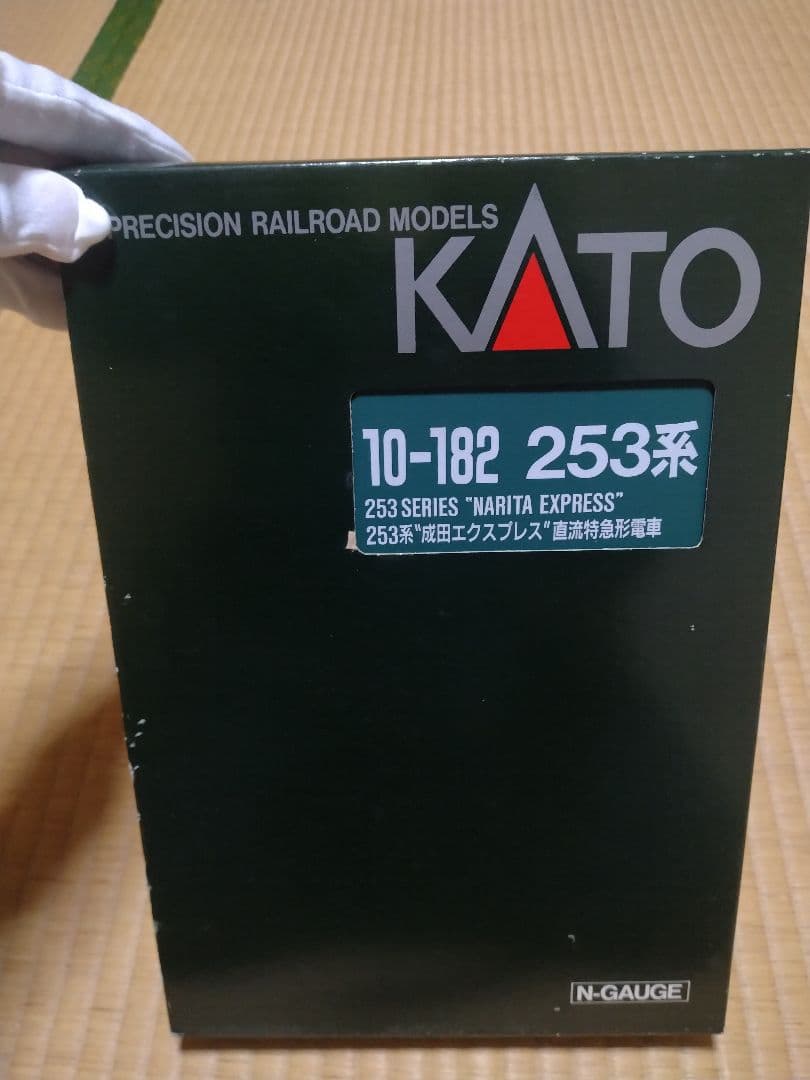 PRECISION RAILROAD MODELS
KATO
10-182 253系
253 SERIES "NARITA EXPRESS"
253系"成田エクスプレス"直流特急形電車
N-GAUGE